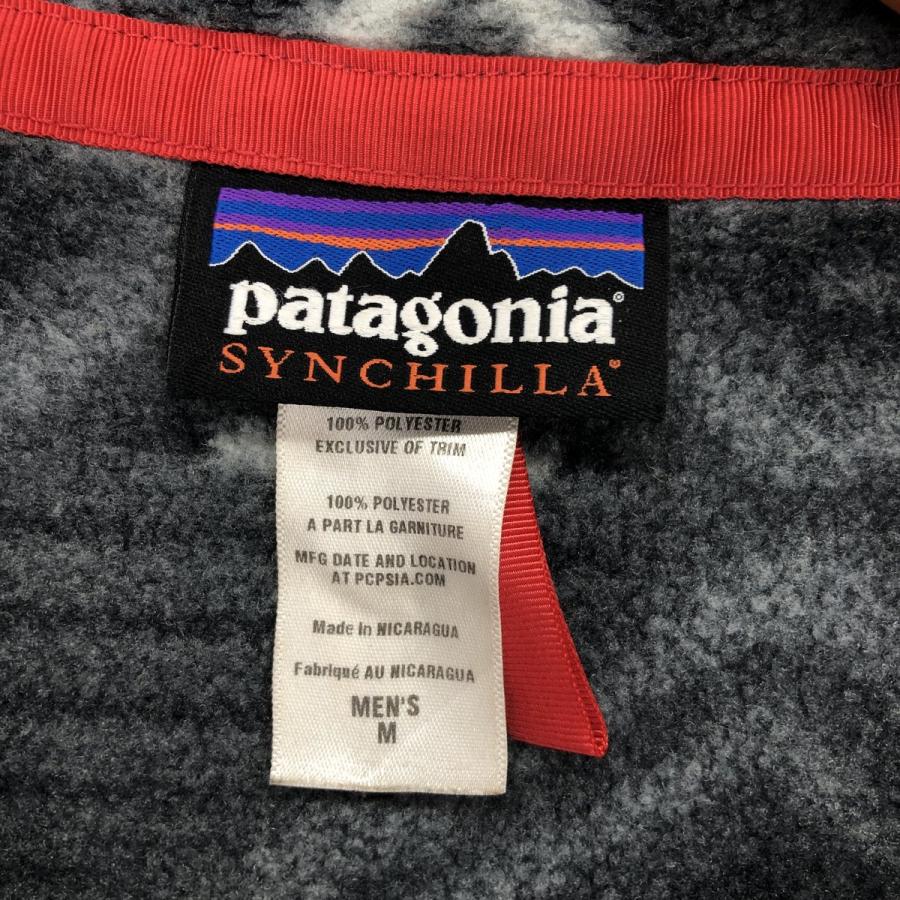 patagonia®
SYNCHILLA®
100% POLYESTER
EXCLUSIVE OF TRIM
100% POLYESTER
A PART LA GARNITURE
MFG DATE AND LOCATION
AT PCPSIA.COM
Made in NICARAGUA
Fabriqué AU NICARAGUA
MEN'S
M